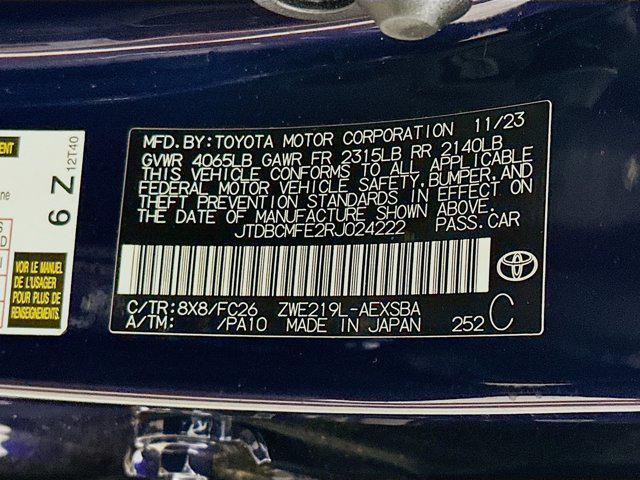 MFD.BY:TOYOTA MOTOR CORPORATION 11/23
GVWR 4065LB GAWR FR 2315LB RR 2140LB
THIS VEHICLE CONFORMS TO ALL APPLICABLE
FEDERAL MOTOR VEHICLE SAFETY,BUMPER,AND
THEFT PREVENTION STANDARDS IN EFFECT ON
THE DATE OF MANUFACTURE SHOWN ABOVE.
JTDBCMFE2RJ024222 PASS.CAR
C/TR:8X8/FC26 ZWE219L-AEXSBA
A/TM: /PA10 MADE IN JAPAN 252 C
6 Z 12T40
VOIR LE MANUEL
DE L'USAGER
POUR PLUS DE
RENSEIGNEMENTS.